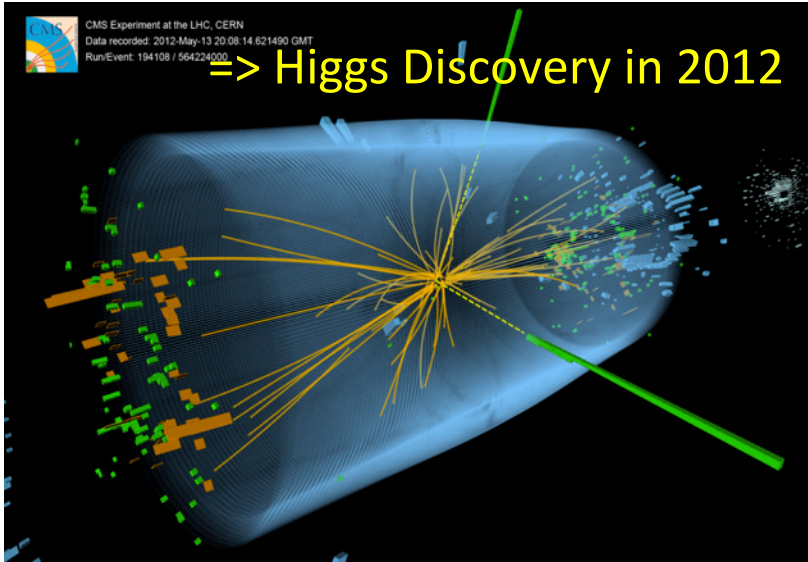 CMS
CMS Experiment at the LHC, CERN
Data recorded: 2012-May-13 20:08:14.621490 GMT
Run/Event: 194108 / 564224000
=> Higgs Discovery in 2012